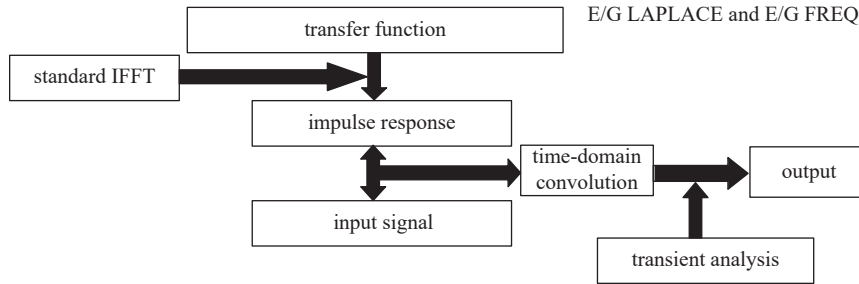 E/G LAPLACE and E/G FREQ
transfer function
standard IFFT
impulse response
time-domain
convolution
output
input signal
transient analysis